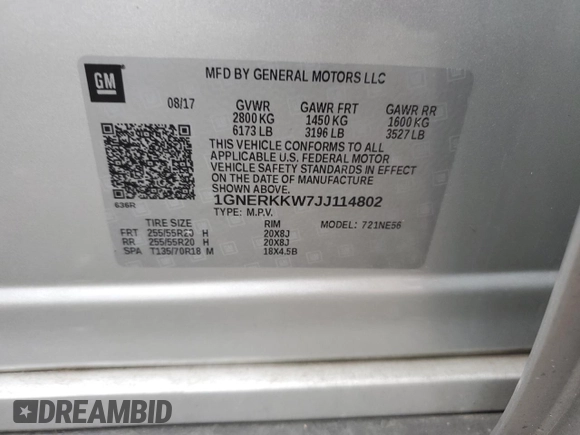 GM
MFD BY GENERAL MOTORS LLC
08/17 GVWR GAWR FRT GAWR RR
2800 KG 1450 KG 1600 KG
6173 LB 3196 LB 3527 LB
THIS VEHICLE CONFORMS TO ALL
APPLICABLE U.S. FEDERAL MOTOR
VEHICLE SAFETY STANDARDS IN EFFECT
ON THE DATE OF MANUFACTURE
SHOWN ABOVE.
636R
1GNERKKW7JJ114802
TYPE: M.P.V. MODEL: 721NE56
TIRE SIZE RIM
FRT 255/55R20 H 20X8J
RR 255/55R20 H 20X8J
SPA T135/70R18 M 18X4.5B
DREAMBID